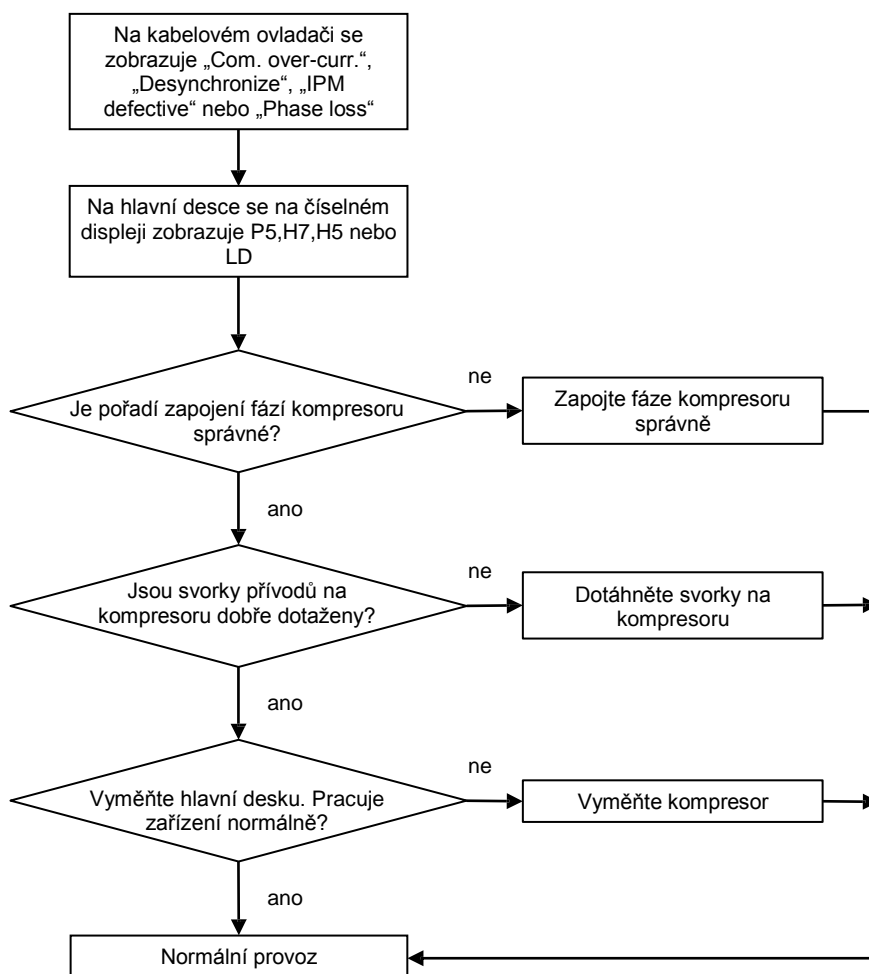 Na kabelovém ovladači se
zobrazuje „Com. over-curr.“,
„Desynchronize“, „IPM
defective“ nebo „Phase loss“
Na hlavní desce se na číselném
displeji zobrazuje P5,H7,H5 nebo
LD
Je pořadí zapojení fází kompresoru
správné?
ne
Zapojte fáze kompresoru
správně
ano
Jsou svorky přívodů na
kompresoru dobře dotaženy?
ne
Dotáhněte svorky na
kompresoru
ano
Vyměňte hlavní desku. Pracuje
zařízení normálně?
ne
Vyměňte kompresor
ano
Normální provoz